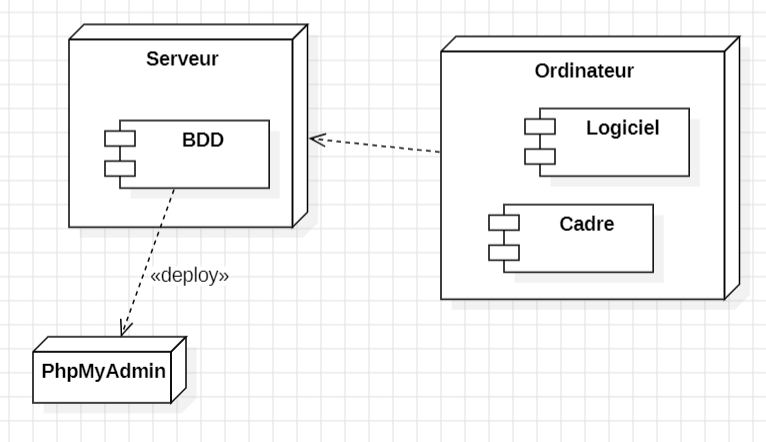 Serveur
BDD
Ordinateur
Logiciel
Cadre
«deploy»
PhpMyAdmin